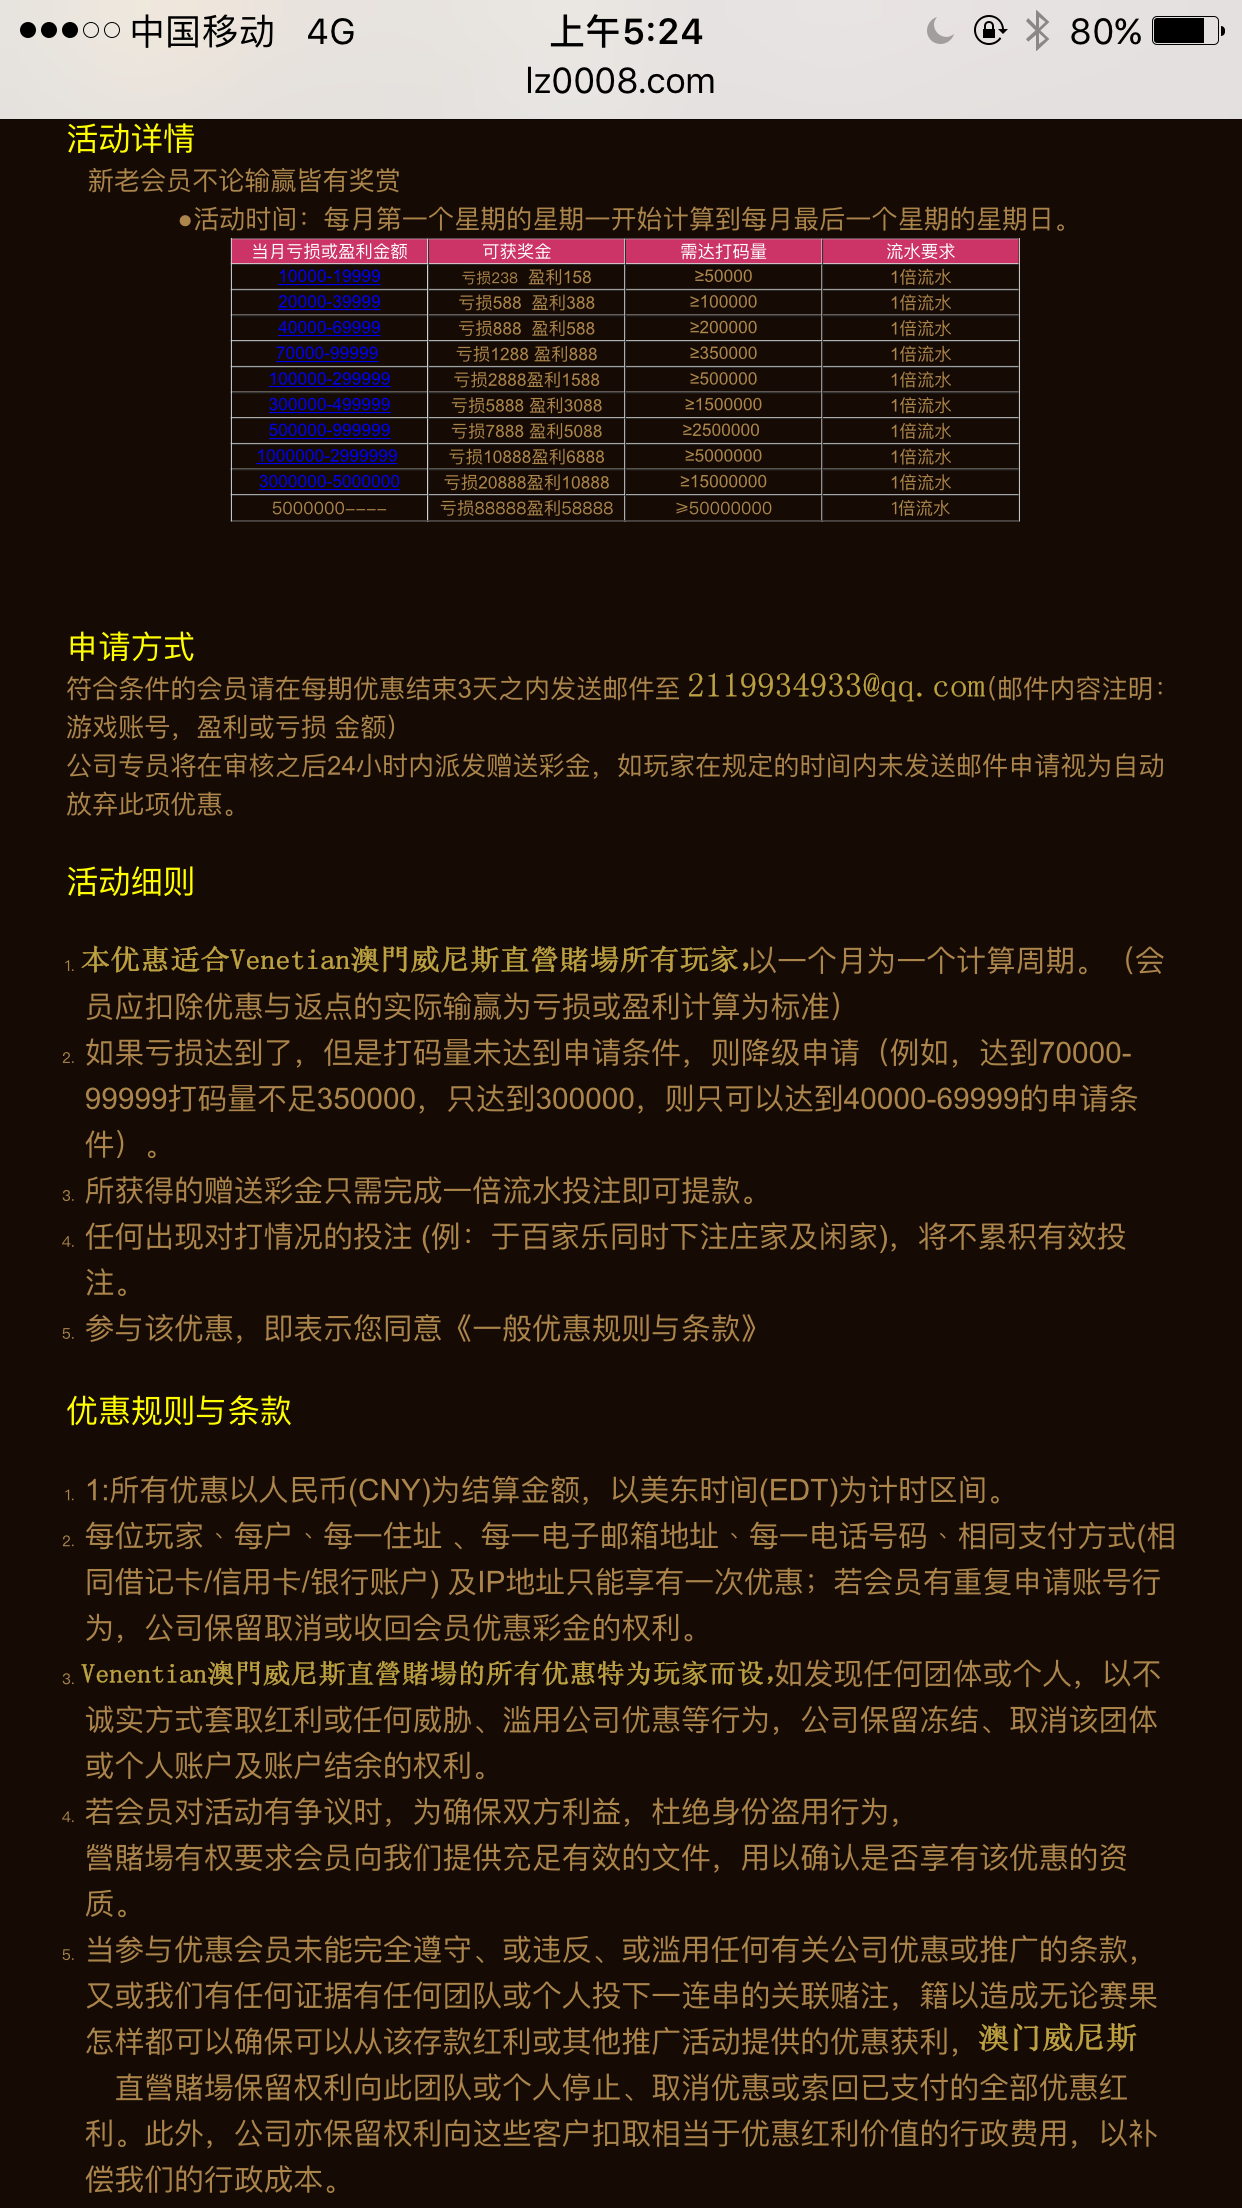 中国移动 4G 上午5:24 80%
lz0008.com
活动详情
新老会员不论输赢皆有奖赏
●活动时间：每月第一个星期的星期一开始计算到每月最后一个星期的星期日。
当月亏损或盈利金额 可获奖金 需达打码量 流水要求
10000-19999 亏损238 盈利158 ≥50000 1倍流水
20000-39999 亏损588 盈利388 ≥100000 1倍流水
40000-69999 亏损888 盈利588 ≥200000 1倍流水
70000-99999 亏损1288 盈利888 ≥350000 1倍流水
100000-299999 亏损2888盈利1588 ≥500000 1倍流水
300000-499999 亏损5888 盈利3088 ≥1500000 1倍流水
500000-999999 亏损7888 盈利5088 ≥2500000 1倍流水
1000000-2999999 亏损10888盈利6888 ≥5000000 1倍流水
3000000-5000000 亏损20888盈利10888 ≥15000000 1倍流水
5000000---- 亏损88888盈利58888 ≥50000000 1倍流水
申请方式
符合条件的会员请在每期优惠结束3天之内发送邮件至 2119934933@qq.com(邮件内容注明：
游戏账号，盈利或亏损 金额）
公司专员将在审核之后24小时内派发赠送彩金，如玩家在规定的时间内未发送邮件申请视为自动
放弃此项优惠。
活动细则
1. 本优惠适合Venetian澳門威尼斯直營賭場所有玩家,以一个月为一个计算周期。（会
员应扣除优惠与返点的实际输赢为亏损或盈利计算为标准）
2. 如果亏损达到了，但是打码量未达到申请条件，则降级申请（例如，达到70000-
99999打码量不足350000，只达到300000，则只可以达到40000-69999的申请条
件）。
3. 所获得的赠送彩金只需完成一倍流水投注即可提款。
4. 任何出现对打情况的投注 (例：于百家乐同时下注庄家及闲家)，将不累积有效投
注。
5. 参与该优惠，即表示您同意《一般优惠规则与条款》
优惠规则与条款
1. 1:所有优惠以人民币(CNY)为结算金额，以美东时间(EDT)为计时区间。
2. 每位玩家﹑每户﹑每一住址 、每一电子邮箱地址﹑每一电话号码﹑相同支付方式(相
同借记卡/信用卡/银行账户) 及IP地址只能享有一次优惠；若会员有重复申请账号行
为，公司保留取消或收回会员优惠彩金的权利。
3. Venentian澳門威尼斯直營賭場的所有优惠特为玩家而设,如发现任何团体或个人，以不
诚实方式套取红利或任何威胁、滥用公司优惠等行为，公司保留冻结、取消该团体
或个人账户及账户结余的权利。
4. 若会员对活动有争议时，为确保双方利益，杜绝身份盗用行为，
營賭場有权要求会员向我们提供充足有效的文件，用以确认是否享有该优惠的资
质。
5. 当参与优惠会员未能完全遵守、或违反、或滥用任何有关公司优惠或推广的条款，
又或我们有任何证据有任何团队或个人投下一连串的关联赌注，籍以造成无论赛果
怎样都可以确保可以从该存款红利或其他推广活动提供的优惠获利，澳门威尼斯
直營賭場保留权利向此团队或个人停止、取消优惠或索回已支付的全部优惠红
利。此外，公司亦保留权利向这些客户扣取相当于优惠红利价值的行政费用，以补
偿我们的行政成本。